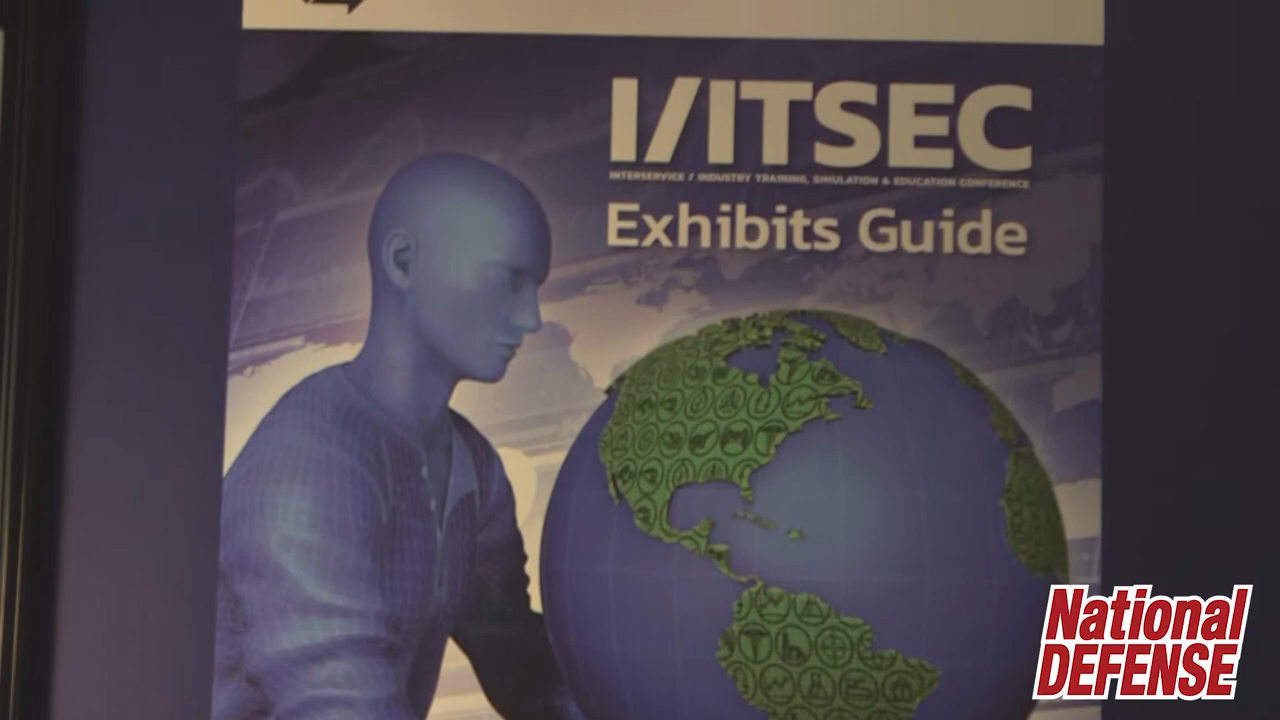 I/ITSEC
INTERSERVICE / INDUSTRY TRAINING, SIMULATION & EDUCATION CONFERENCE
Exhibits Guide
National
DEFENSE